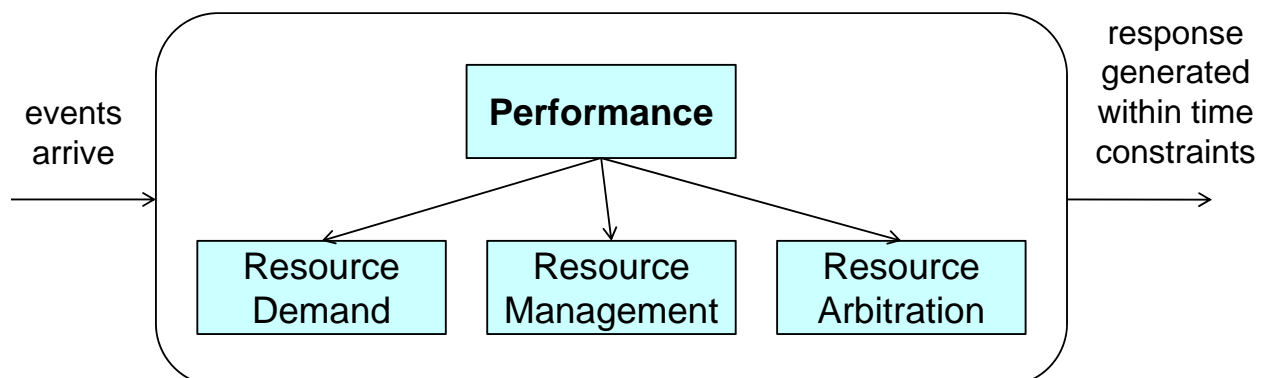 events
arrive
Performance
Resource
Demand
Resource
Management
Resource
Arbitration
response
generated
within time
constraints